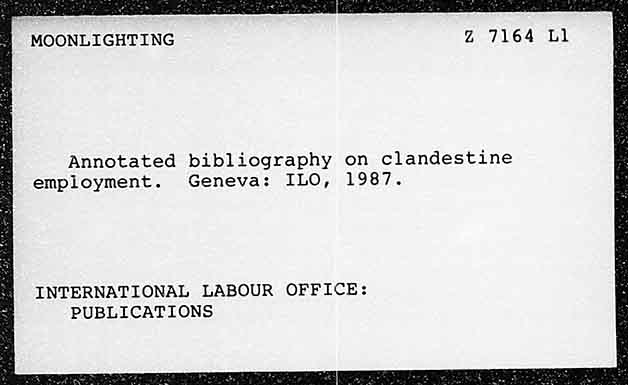 MOONLIGHTING Z 7164 L1
Annotated bibliography on clandestine
employment. Geneva: ILO, 1987.
INTERNATIONAL LABOUR OFFICE:
PUBLICATIONS